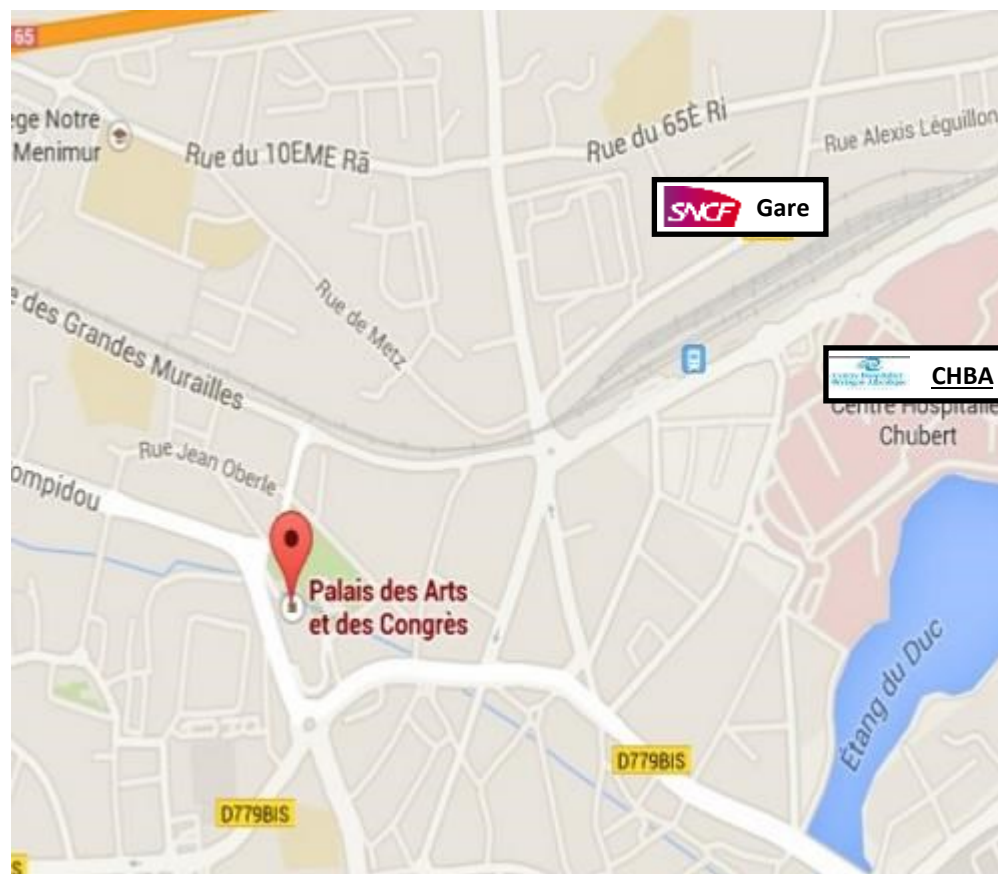 65
ege Notre
Menimur
Rue du 10EME Rã
Rue du 65È Ri
Rue Alexis Léguillon
SNCF Gare
e des Grandes Murailles
Rue de Metz
CHBA
Centre Hospitalie
Chubert
Rue Jean Oberle
ompidou
Palais des Arts
et des Congrès
Étang du Duc
D779BIS
D779BIS
S